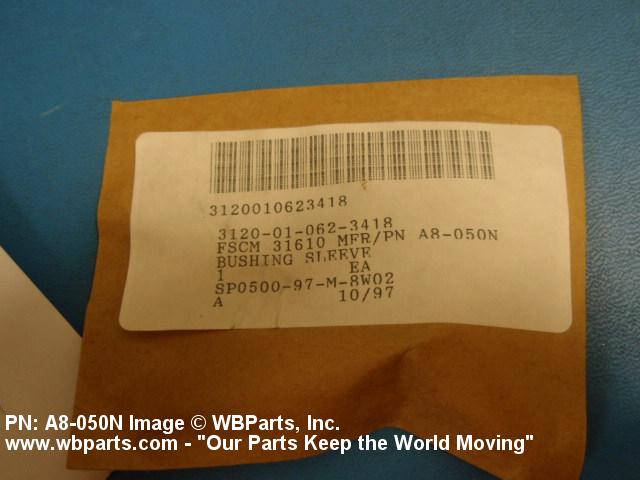 3120010623418
3120-01-062-3418
FSCM 31610 MFR/PN A8-050N
BUSHING SLEEVE
1 EA
SP0500-97-M-8W02
A 10/97
PN: A8-050N Image © WBParts, Inc.
www.wbparts.com - "Our Parts Keep the World Moving"